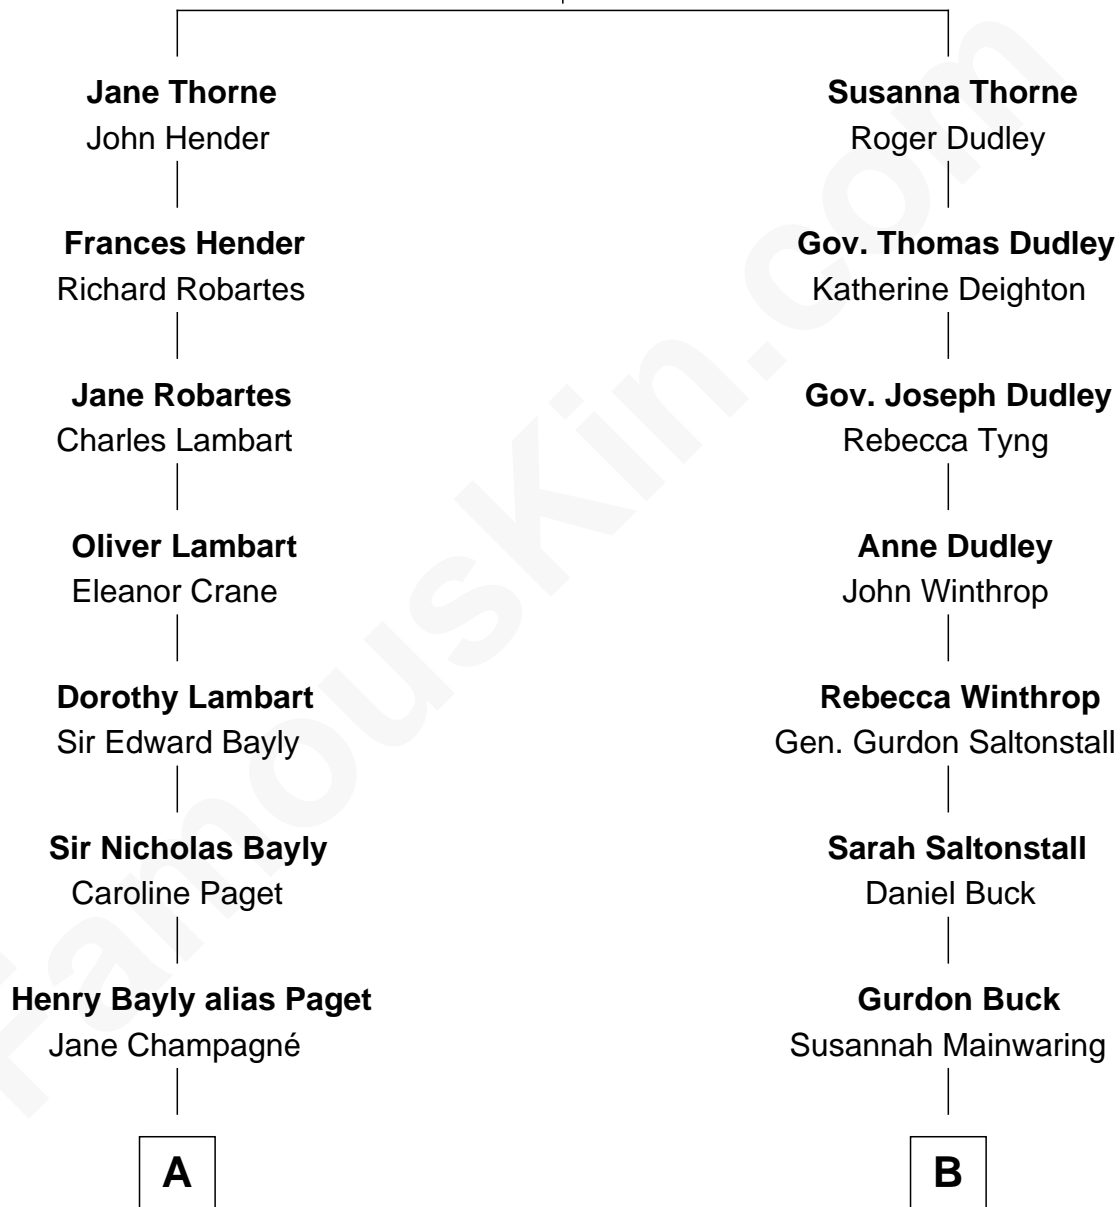 Jane Thorne
John Hender
Frances Hender
Richard Robartes
Jane Robartes
Charles Lambart
Oliver Lambart
Eleanor Crane
Dorothy Lambart
Sir Edward Bayly
Sir Nicholas Bayly
Caroline Paget
Henry Bayly alias Paget
Jane Champagné
A
Susanna Thorne
Roger Dudley
Gov. Thomas Dudley
Katherine Deighton
Gov. Joseph Dudley
Rebecca Tyng
Anne Dudley
John Winthrop
Rebecca Winthrop
Gen. Gurdon Saltonstall
Sarah Saltonstall
Daniel Buck
Gurdon Buck
Susannah Mainwaring
B
FamousKin.com